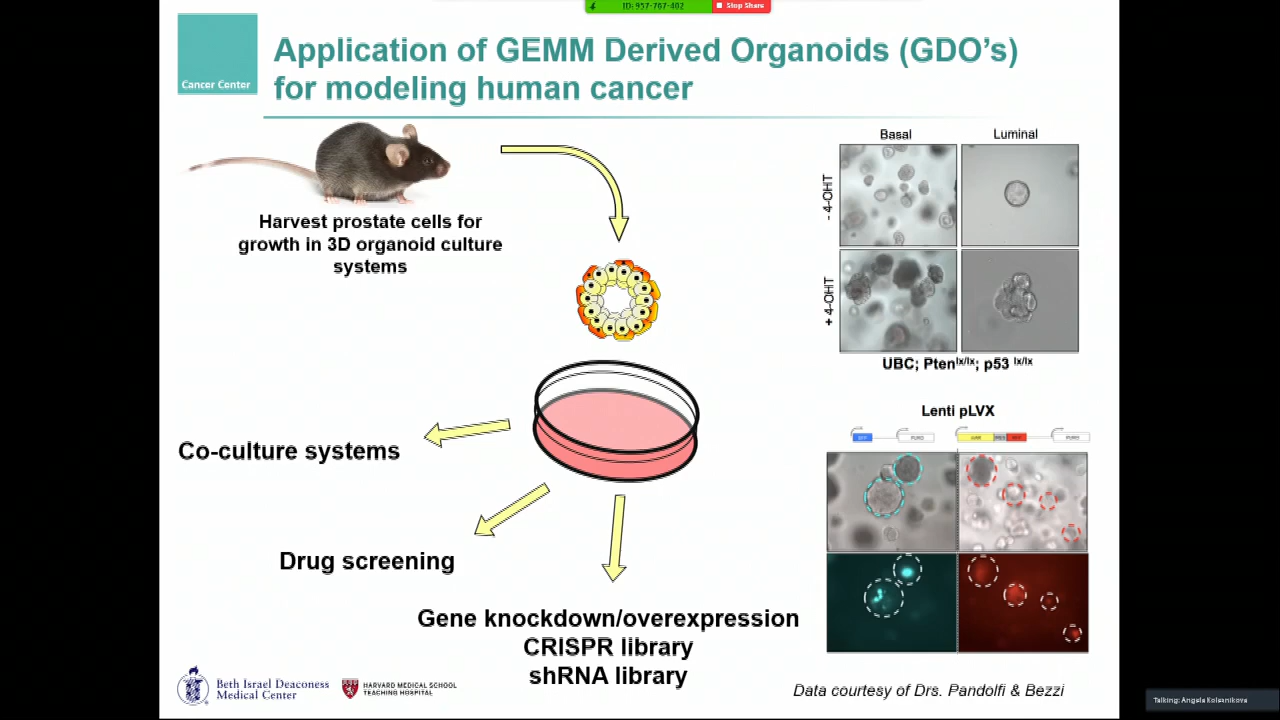 ID: 957-767-402
Stop Share
Cancer Center
Application of GEMM Derived Organoids (GDO's)
for modeling human cancer
Harvest prostate cells for
growth in 3D organoid culture
systems
Basal Luminal
- 4-OHT
+ 4-OHT
UBC; Pten lx/lx; p53 lx/lx
Lenti pLVX
Co-culture systems
Drug screening
Gene knockdown/overexpression
CRISPR library
shRNA library
Beth Israel Deaconess
Medical Center
HARVARD MEDICAL SCHOOL
TEACHING HOSPITAL
Data courtesy of Drs. Pandolfi & Bezzi
Talking: Angela Kolesnikova